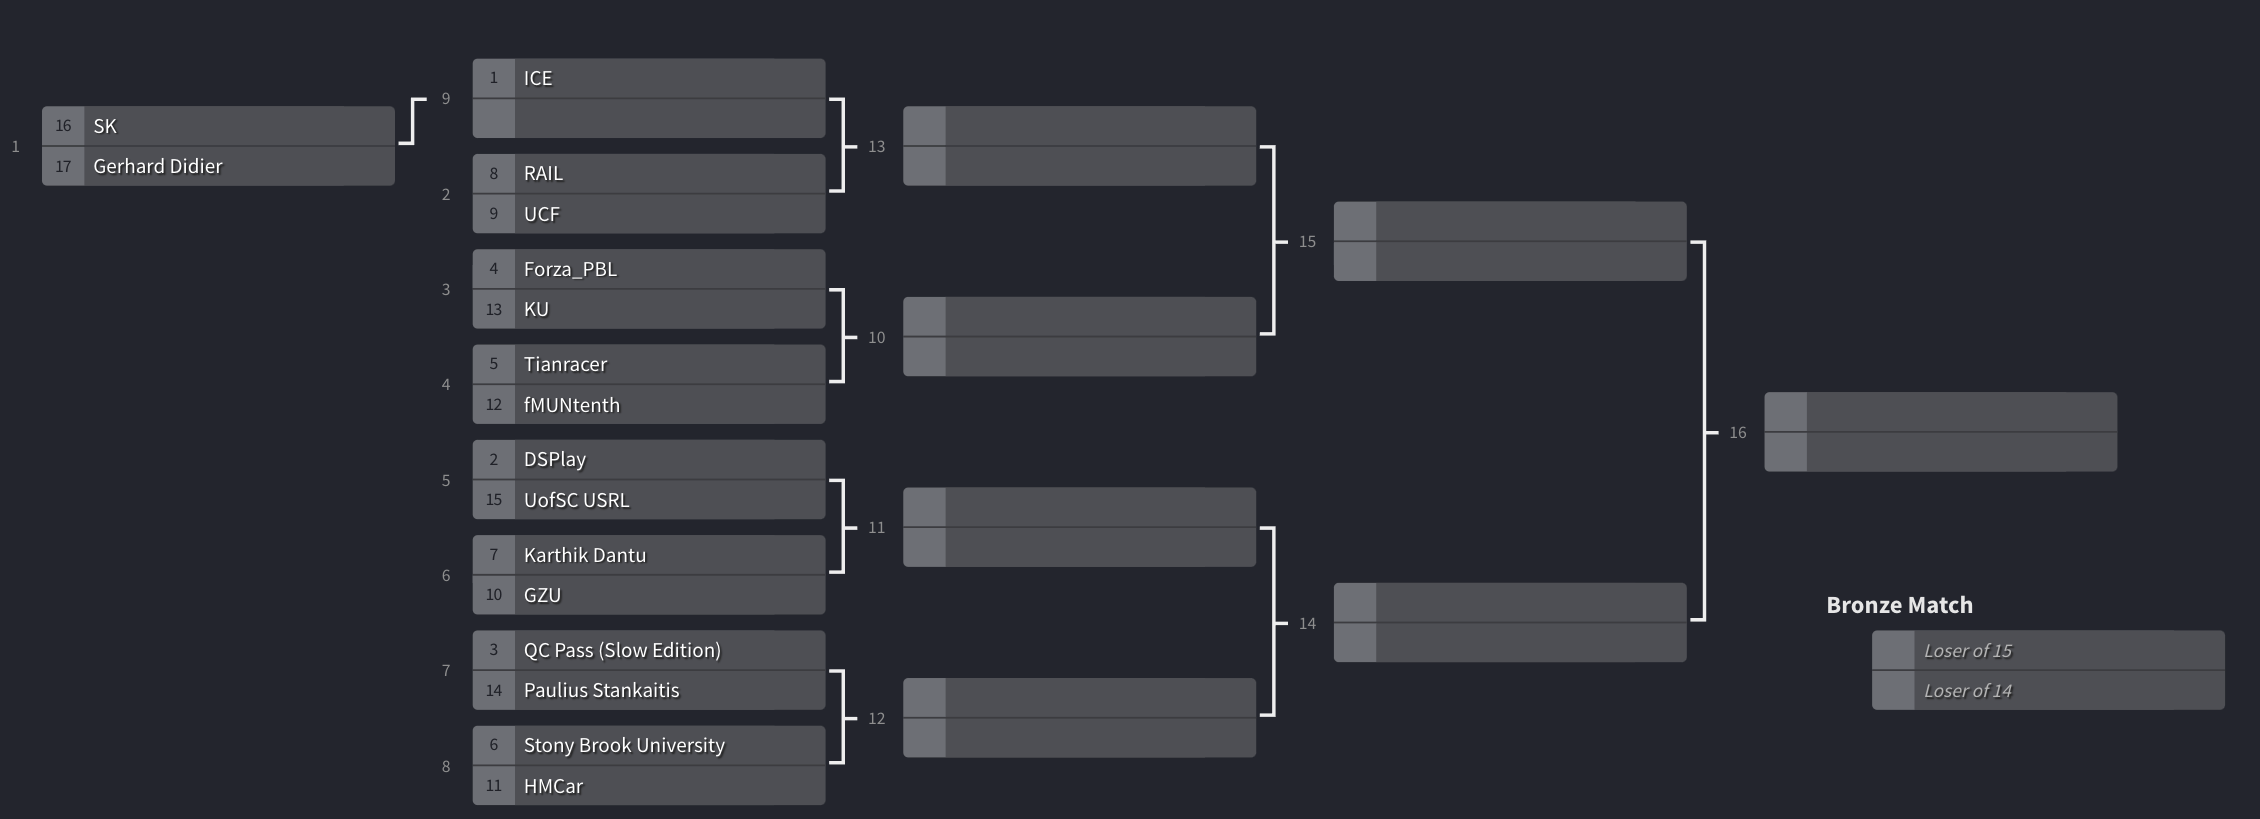 1
16 SK
17 Gerhard Didier
9
1 ICE
2
8 RAIL
9 UCF
3
4 Forza_PBL
13 KU
4
5 Tianracer
12 fMUNtenth
5
2 DSPlay
15 UofSC USRL
6
7 Karthik Dantu
10 GZU
7
3 QC Pass (Slow Edition)
14 Paulius Stankaitis
8
6 Stony Brook University
11 HMCar
13
10
11
12
15
14
16
Bronze Match
Loser of 15
Loser of 14